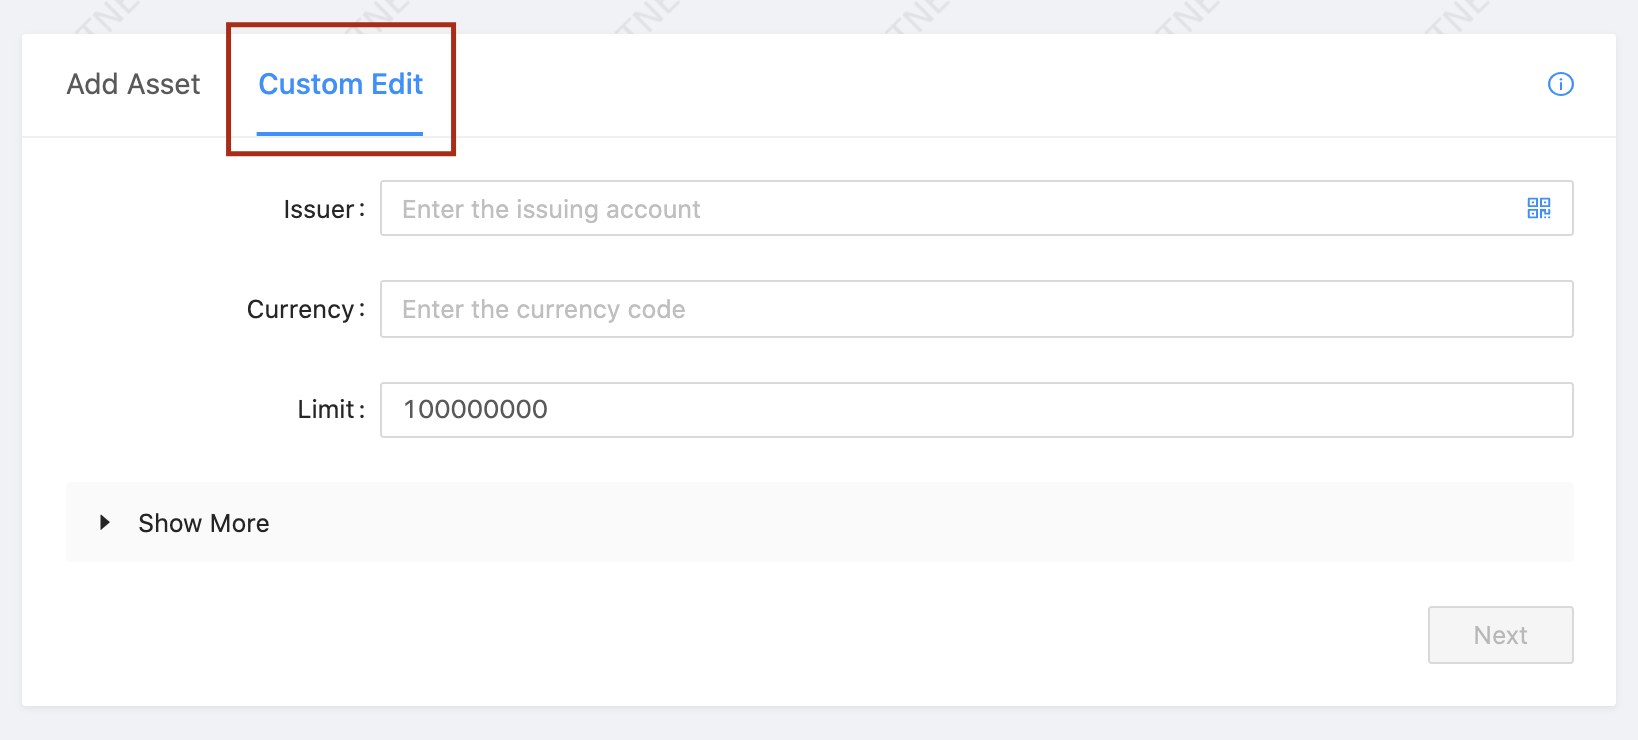 Add Asset
Custom Edit
Issuer:
Enter the issuing account
Currency:
Enter the currency code
Limit:
100000000
Show More
Next